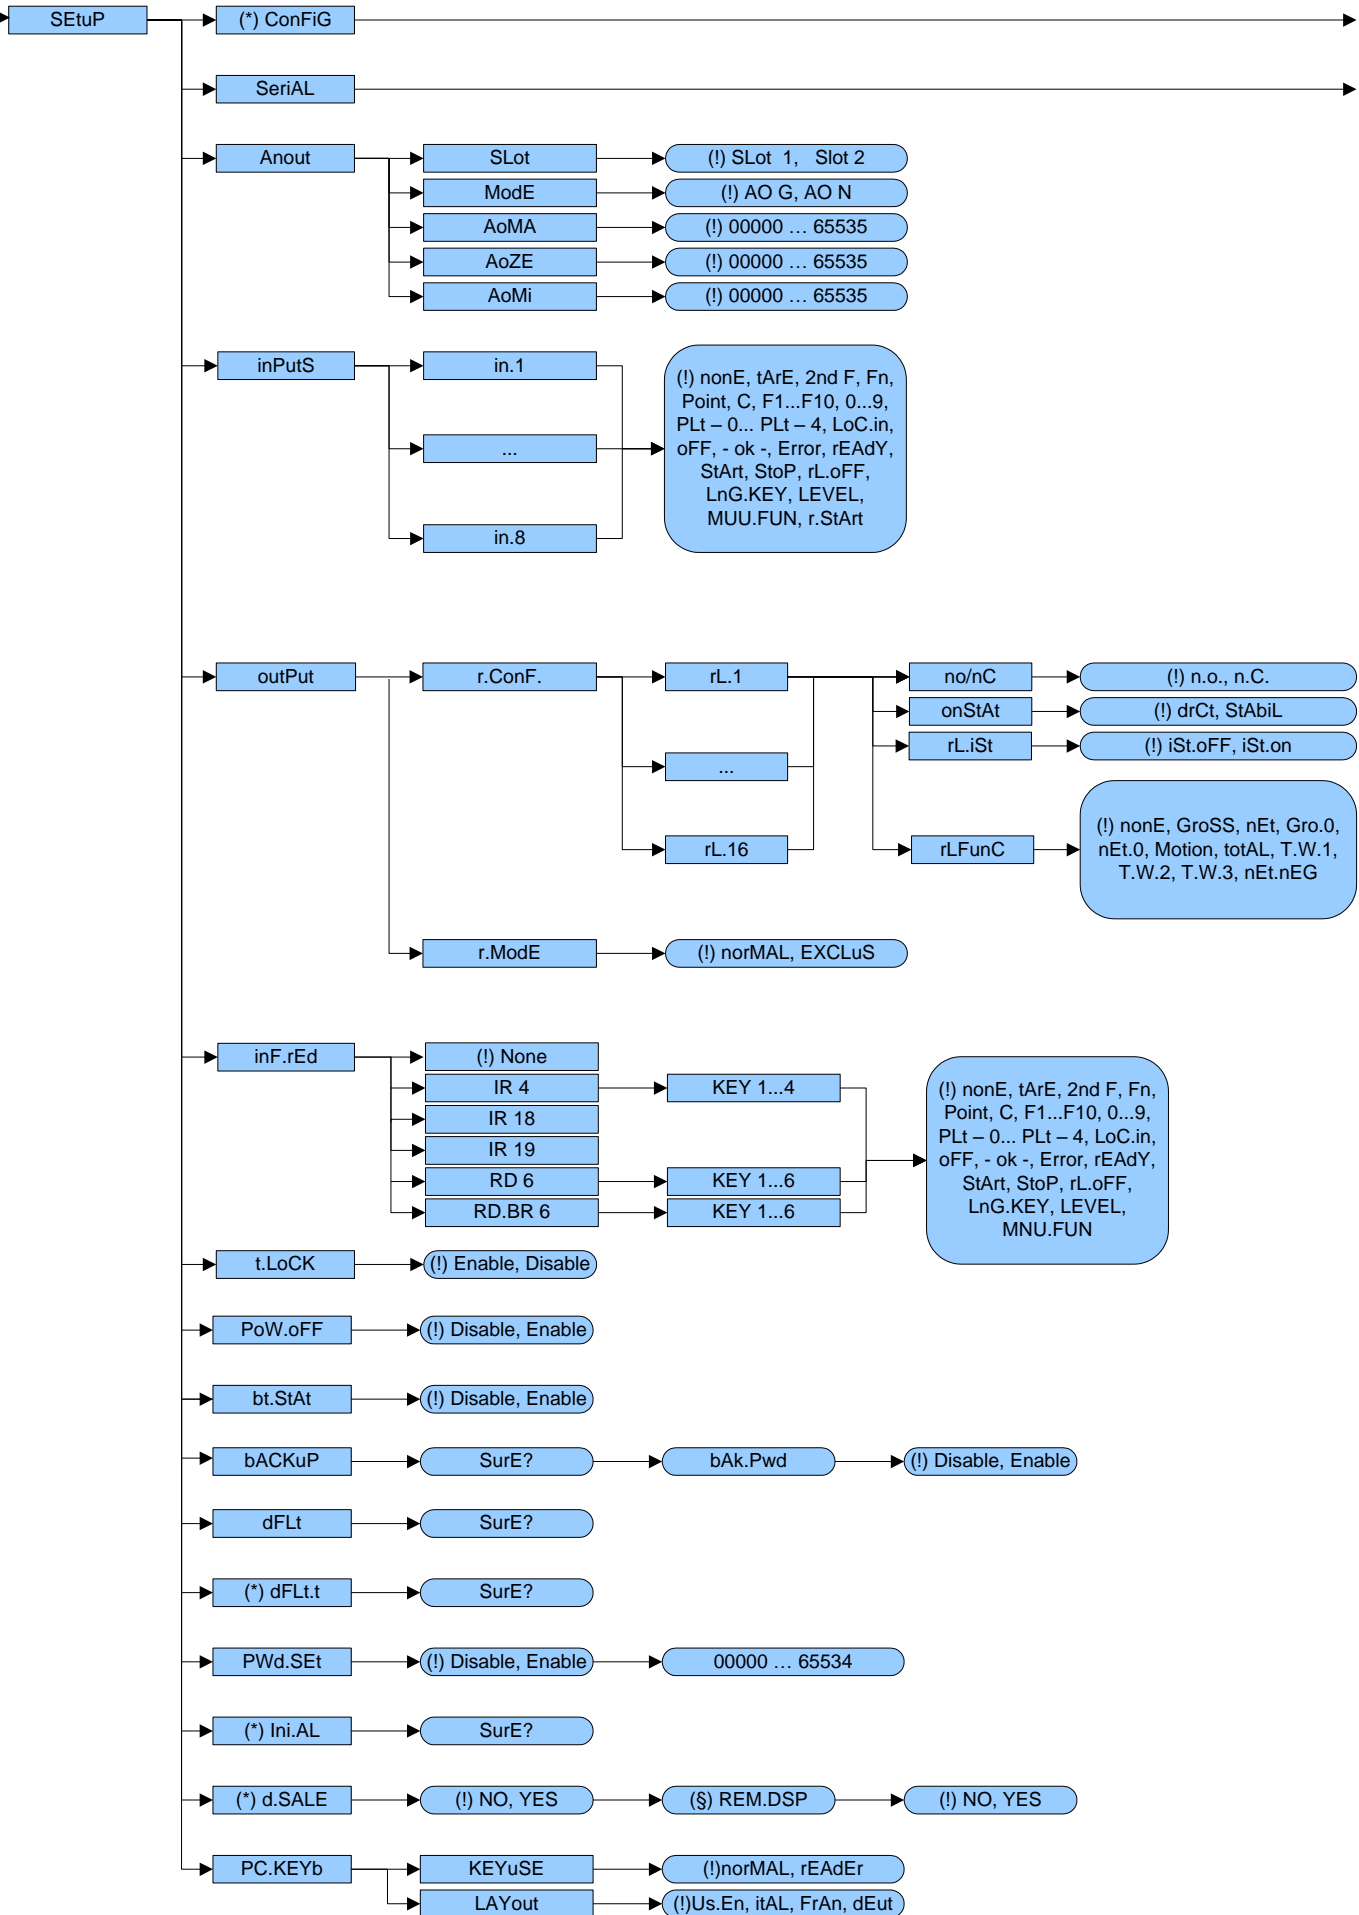 SEtuP
(*) ConFiG
SeriAL
Anout
SLot
(!) SLot 1, Slot 2
ModE
(!) AO G, AO N
AoMA
(!) 00000 … 65535
AoZE
(!) 00000 … 65535
AoMi
(!) 00000 … 65535
inPutS
in.1
...
in.8
(!) nonE, tArE, 2nd F, Fn,
Point, C, F1...F10, 0...9,
PLt – 0... PLt – 4, LoC.in,
oFF, - ok -, Error, rEAdY,
StArt, StoP, rL.oFF,
LnG.KEY, LEVEL,
MUU.FUN, r.StArt
outPut
r.ConF.
rL.1
...
rL.16
no/nC
(!) n.o., n.C.
onStAt
(!) drCt, StAbiL
rL.iSt
(!) iSt.oFF, iSt.on
rLFunC
(!) nonE, GroSS, nEt, Gro.0,
nEt.0, Motion, totAL, T.W.1,
T.W.2, T.W.3, nEt.nEG
r.ModE
(!) norMAL, EXCLuS
inF.rEd
(!) None
IR 4
KEY 1...4
IR 18
IR 19
RD 6
KEY 1...6
RD.BR 6
KEY 1...6
(!) nonE, tArE, 2nd F, Fn,
Point, C, F1...F10, 0...9,
PLt – 0... PLt – 4, LoC.in,
oFF, - ok -, Error, rEAdY,
StArt, StoP, rL.oFF,
LnG.KEY, LEVEL,
MNU.FUN
t.LoCK
(!) Enable, Disable
PoW.oFF
(!) Disable, Enable
bt.StAt
(!) Disable, Enable
bACKuP
SurE?
bAk.Pwd
(!) Disable, Enable
dFLt
SurE?
(*) dFLt.t
SurE?
PWd.SEt
(!) Disable, Enable
00000 … 65534
(*) Ini.AL
SurE?
(*) d.SALE
(!) NO, YES
(§) REM.DSP
(!) NO, YES
PC.KEYb
KEYuSE
(!)norMAL, rEAdEr
LAYout
(!)Us.En, itAL, FrAn, dEut